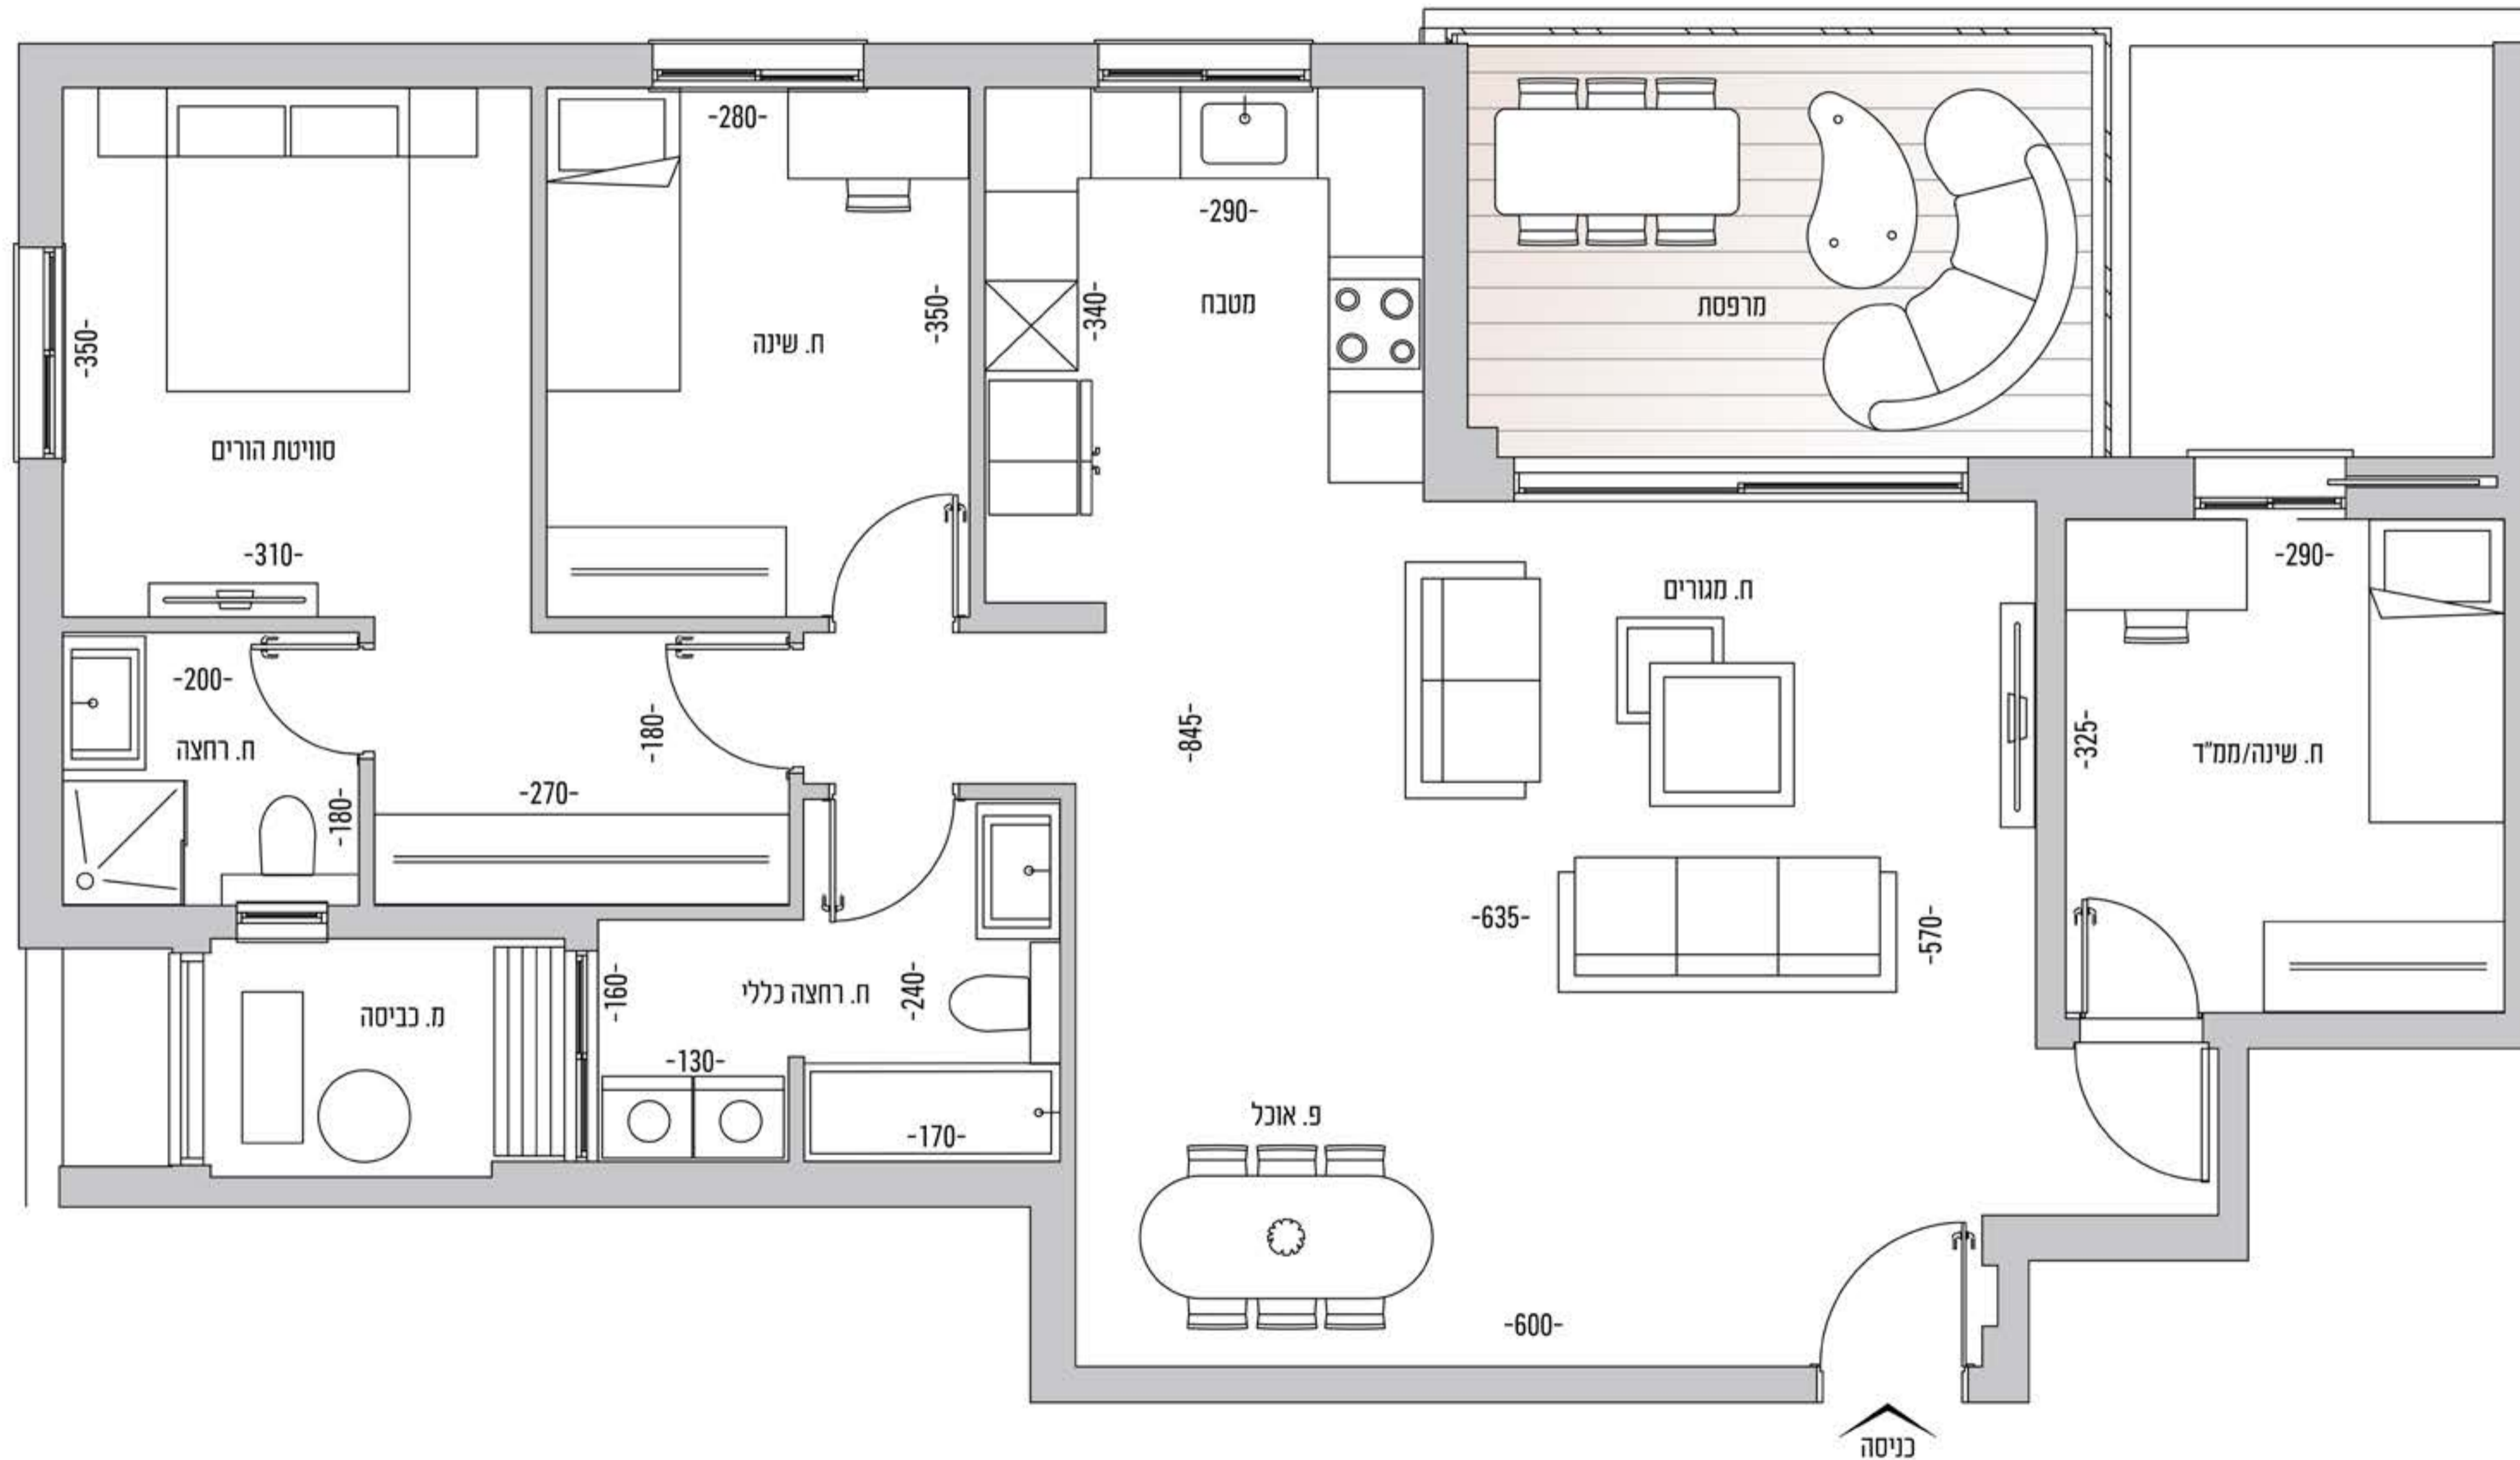 -280-
-290-
מרפסת
מטבח
-340-
-350-
ח. שינה
-350-
סוויטת הורים
-310-
-290-
ח. מגורים
-200-
ח. רחצה
-180-
-180-
-270-
-845-
-325-
ח. שינה/ממ"ד
-635-
-570-
-160-
ח. רחצה כללי
-240-
מ. כביסה
-130-
-170-
פ. אוכל
-600-
כניסה